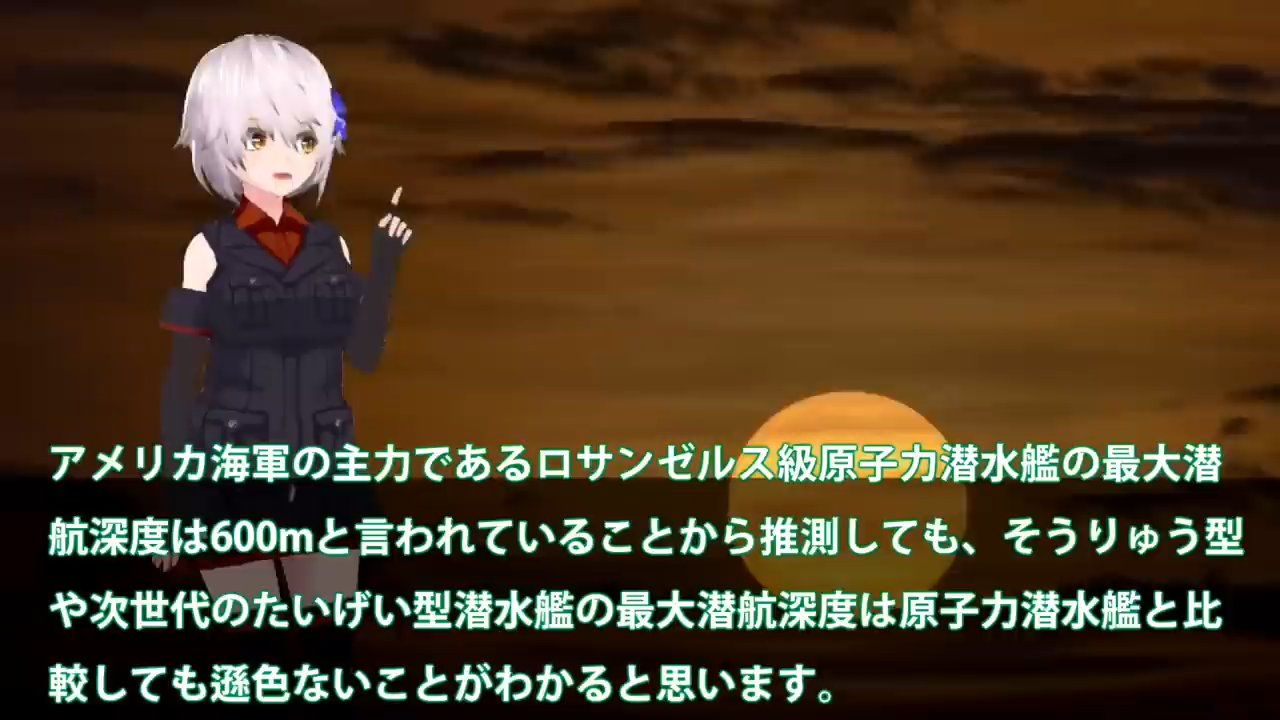 アメリカ海軍の主力であるロサンゼルス級原子力潜水艦の最大潜
航深度は600mと言われていることから推測しても、そうりゅう型
や次世代のたいげい型潜水艦の最大潜航深度は原子力潜水艦と比
較しても遜色ないことがわかると思います。